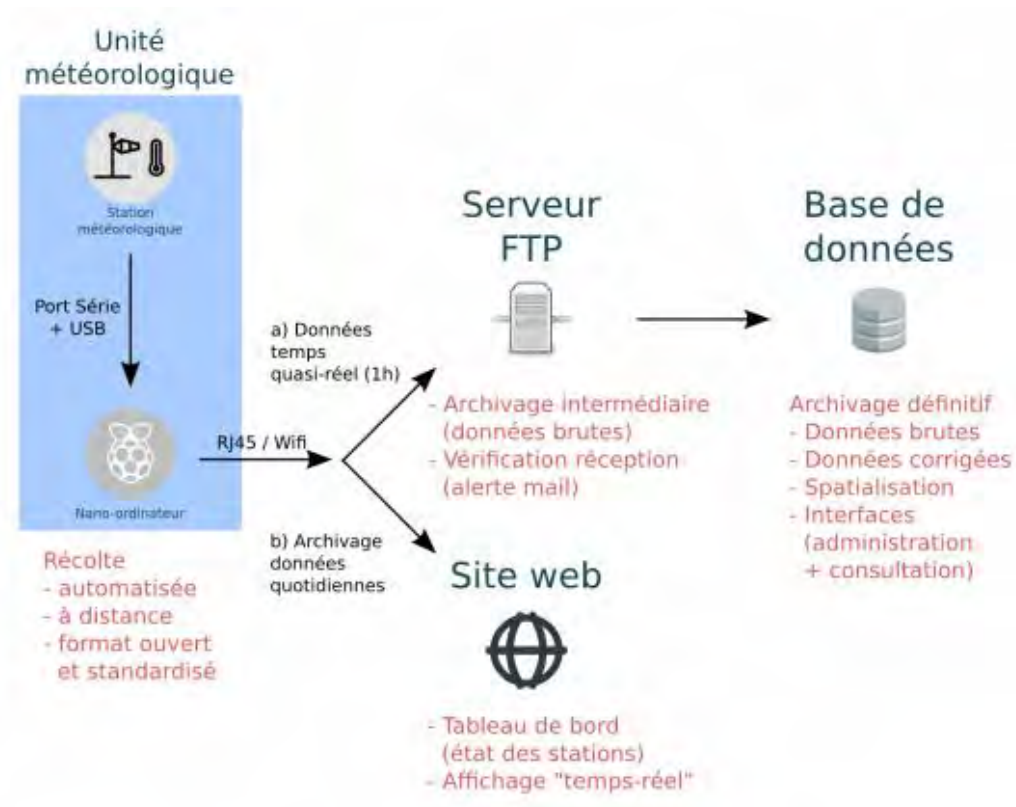 Unité
météorologique
Station
météorologique
Port Série
+ USB
Nano-ordinateur
Récolte
- automatisée
- à distance
- format ouvert
et standardisé
RJ45 / Wifi
a) Données
temps
quasi-réel (1h)
b) Archivage
données
quotidiennes
Serveur
FTP
- Archivage intermédiaire
(données brutes)
- Vérification réception
(alerte mail)
Site web
- Tableau de bord
(état des stations)
- Affichage "temps-réel"
Base de
données
Archivage définitif
- Données brutes
- Données corrigées
- Spatialisation
- Interfaces
(administration
+ consultation)